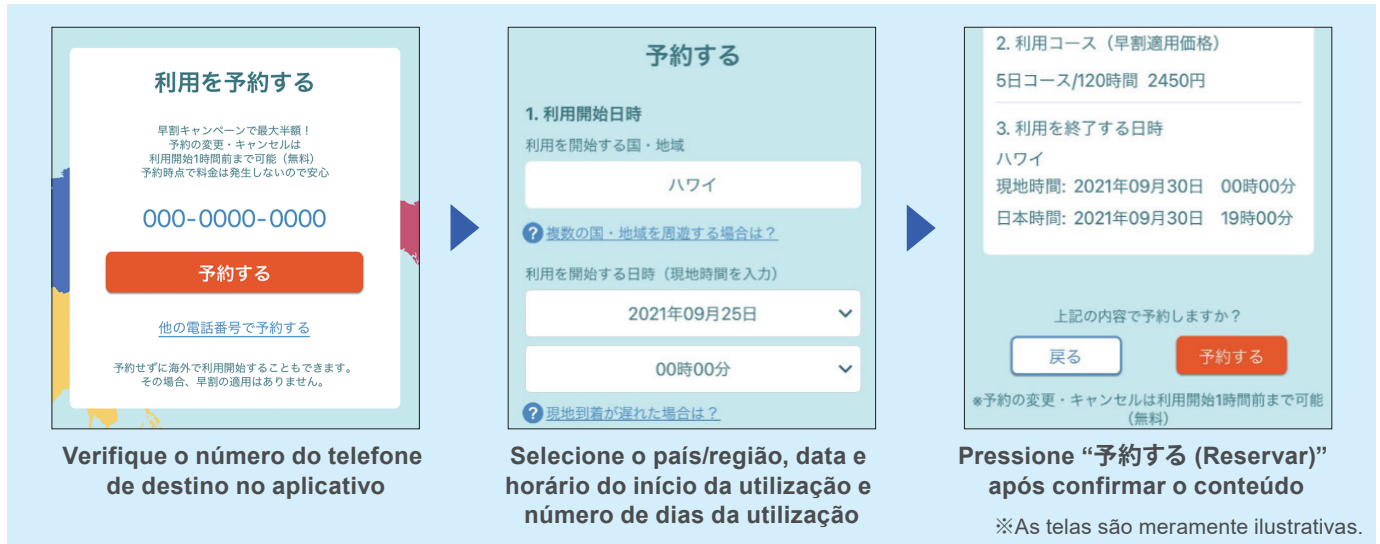 利用を予約する
早割キャンペーンで最大半額！
予約の変更・キャンセルは
利用開始1時間前まで可能（無料）
予約時点で料金は発生しないので安心
000-0000-0000
予約する
他の電話番号で予約する
予約せずに海外で利用開始することもできます。
その場合、早割の適用はありません。
Verifique o número do telefone
de destino no aplicativo
予約する
1. 利用開始日時
利用を開始する国・地域
ハワイ
?複数の国・地域を周遊する場合は？
利用を開始する日時（現地時間を入力）
2021年09月25日
00時00分
?現地到着が遅れた場合は？
Selecione o país/região, data e
horário do início da utilização e
número de dias da utilização
2. 利用コース（早割適用価格）
5日コース/120時間 2450円
3. 利用を終了する日時
ハワイ
現地時間: 2021年09月30日 00時00分
日本時間: 2021年09月30日 19時00分
上記の内容で予約しますか？
戻る 予約する
※予約の変更・キャンセルは利用開始1時間前まで可能
（無料）
Pressione “予約する (Reservar)”
após confirmar o conteúdo
※As telas são meramente ilustrativas.